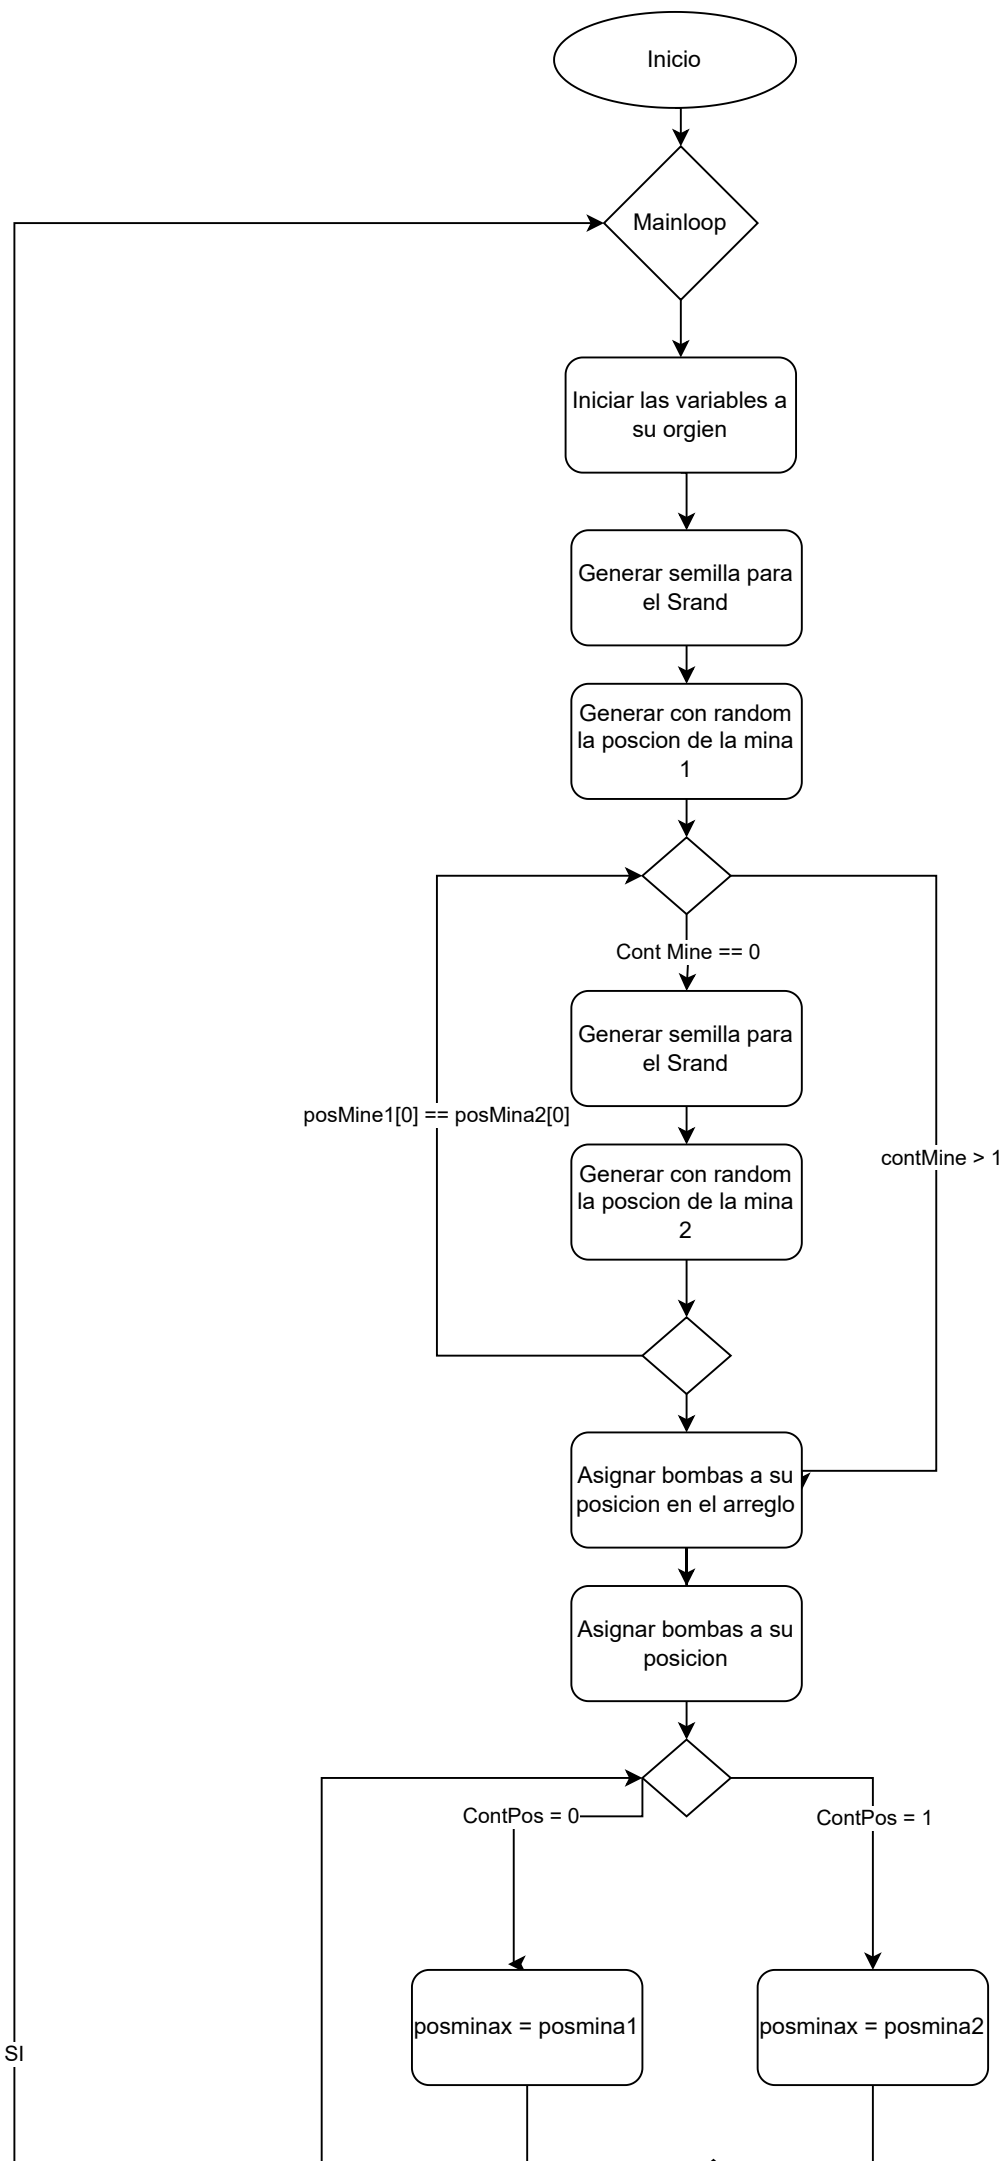 Inicio
Mainloop
Iniciar las variables a
su orgien
Generar semilla para
el Srand
Generar con random
la poscion de la mina
1
Cont Mine == 0
Generar semilla para
el Srand
posMine1[0] == posMina2[0]
contMine > 1
Generar con random
la poscion de la mina
2
Asignar bombas a su
posicion en el arreglo
Asignar bombas a su
posicion
ContPos = 0
ContPos = 1
posminax = posmina1
posminax = posmina2
SI